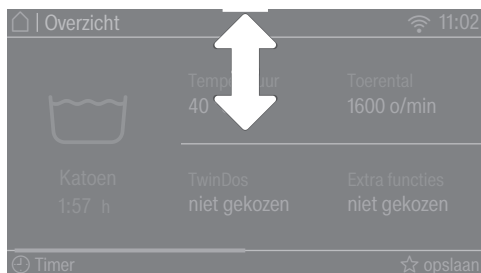 | Overzicht
11:02
Toerental
40
1600 o/min
Katoen
1:57 h
TwinDos
niet gekozen
Extra functies
niet gekozen
Timer
opslaan